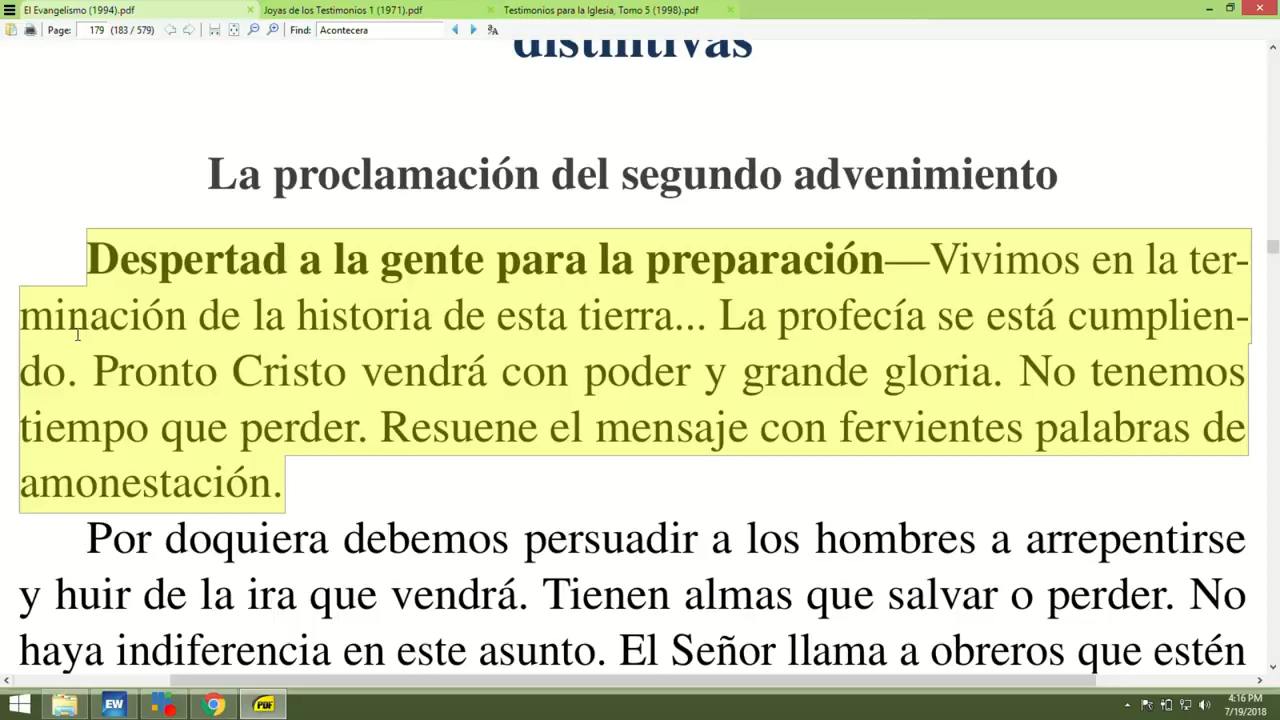 El Evangelismo (1994).pdf
Joyas de los Testimonios 1 (1971).pdf
Testimonios para la Iglesia, Tomo 5 (1998).pdf
Page: 179 (183 / 579) Find: Acontecera
distintivas
La proclamación del segundo advenimiento
Despertad a la gente para la preparación—Vivimos en la ter-
minación de la historia de esta tierra... La profecía se está cumplien-
do. Pronto Cristo vendrá con poder y grande gloria. No tenemos
tiempo que perder. Resuene el mensaje con fervientes palabras de
amonestación.
Por doquiera debemos persuadir a los hombres a arrepentirse
y huir de la ira que vendrá. Tienen almas que salvar o perder. No
haya indiferencia en este asunto. El Señor llama a obreros que estén
EW
PDF
4:16 PM
7/19/2018